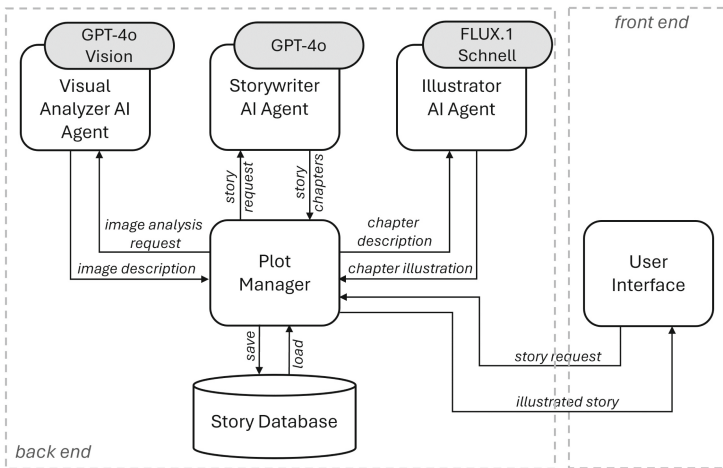 GPT-4o
Vision
GPT-4o
FLUX.1
Schnell
front end
Visual
Analyzer AI
Agent
Storywriter
AI Agent
Illustrator
AI Agent
story
request
story
chapters
image analysis
request
image description
chapter
description
chapter illustration
Plot
Manager
User
Interface
save
load
story request
illustrated story
Story Database
back end